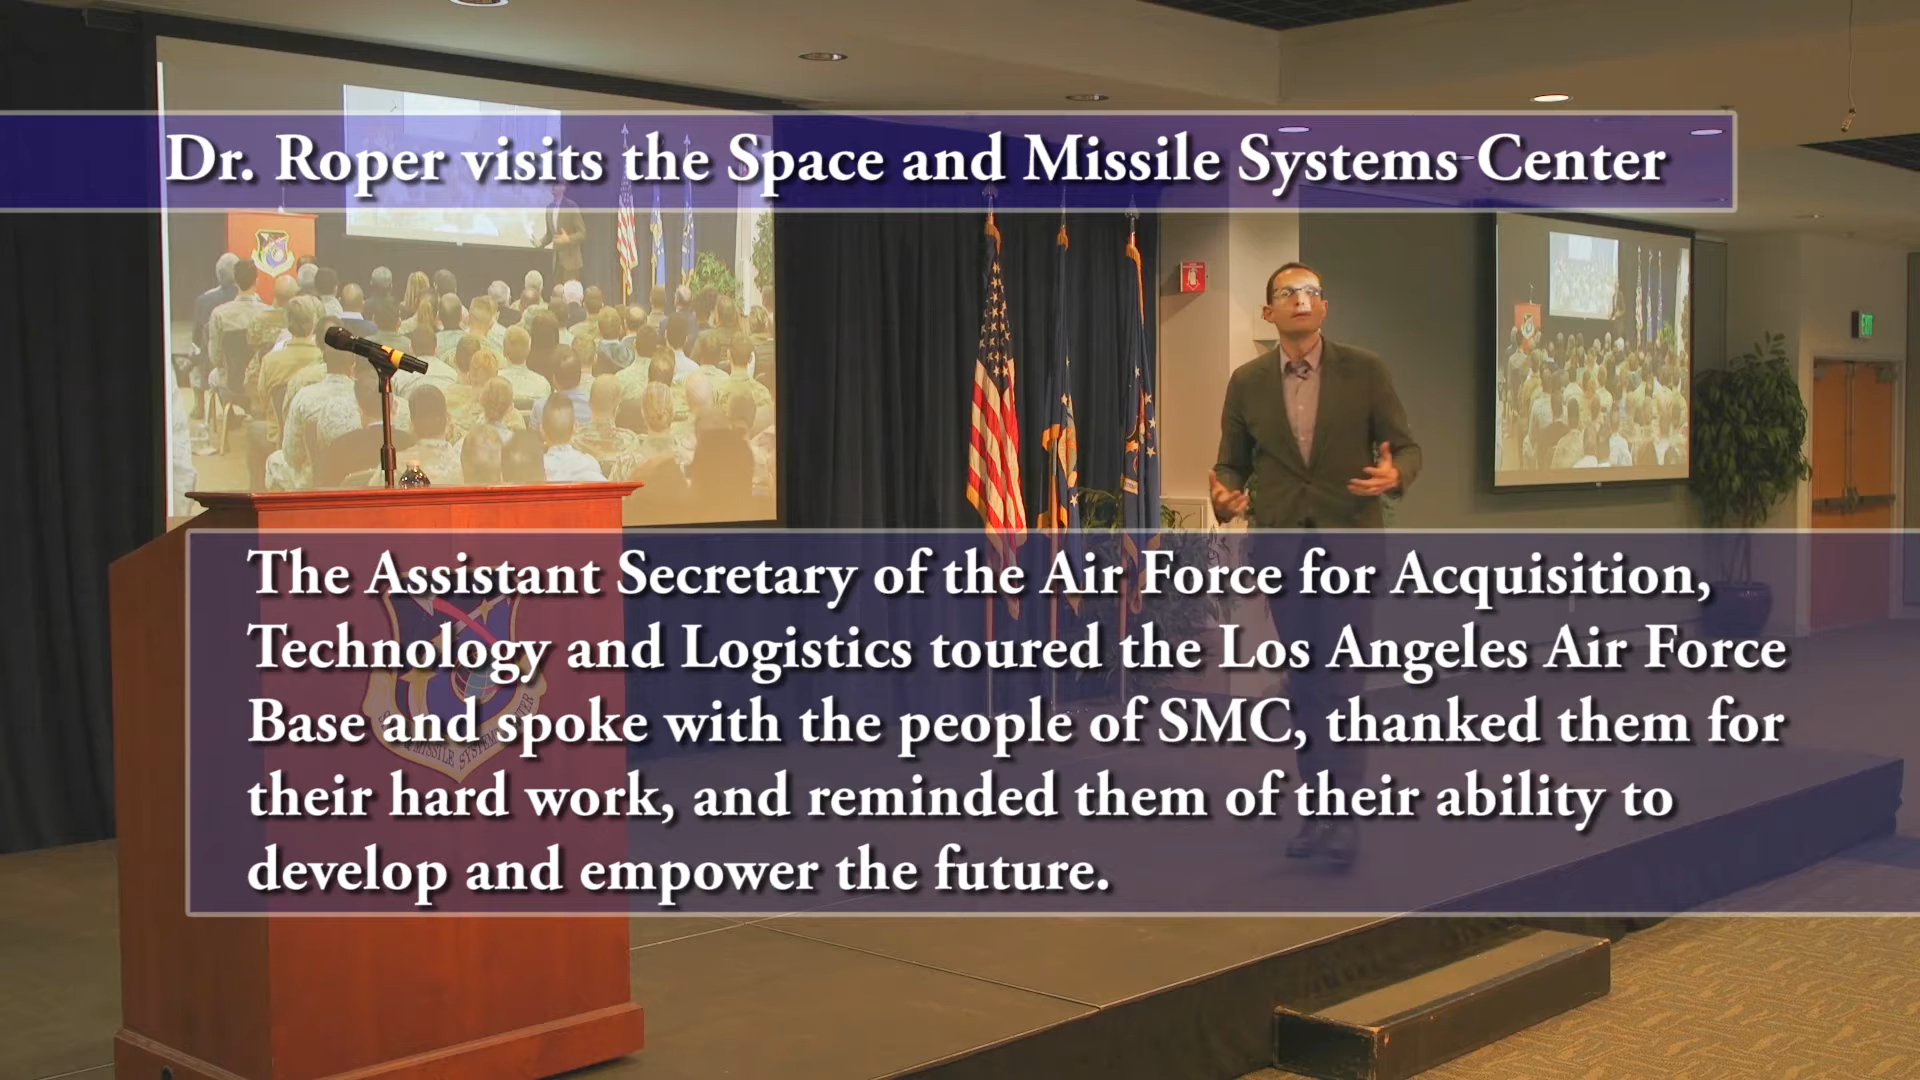 Dr. Roper visits the Space and Missile Systems Center
EXIT
The Assistant Secretary of the Air Force for Acquisition,
Technology and Logistics toured the Los Angeles Air Force
Base and spoke with the people of SMC, thanked them for
their hard work, and reminded them of their ability to
develop and empower the future.